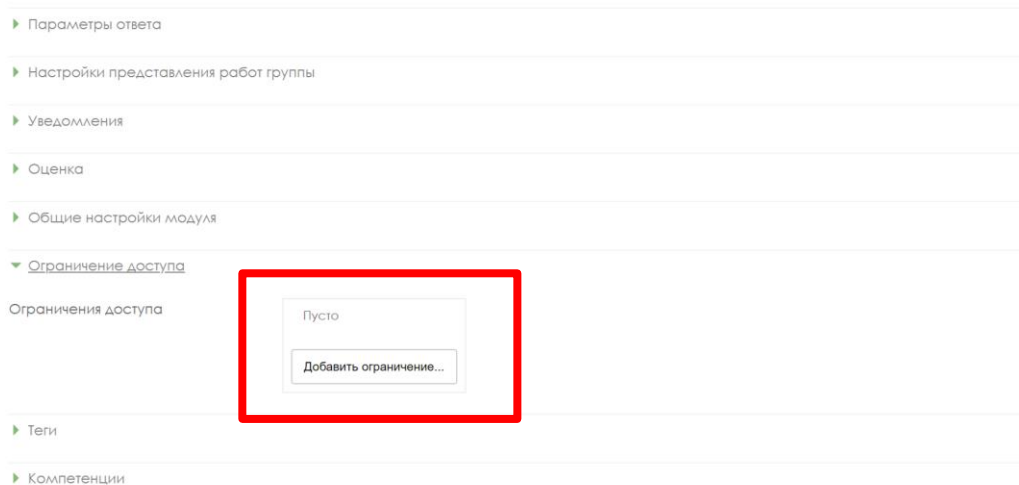 Параметры ответа
Настройки представления работ группы
Уведомления
Оценка
Общие настройки модуля
Ограничение доступа
Ограничения доступа
Пусто
Добавить ограничение...
Теги
Компетенции